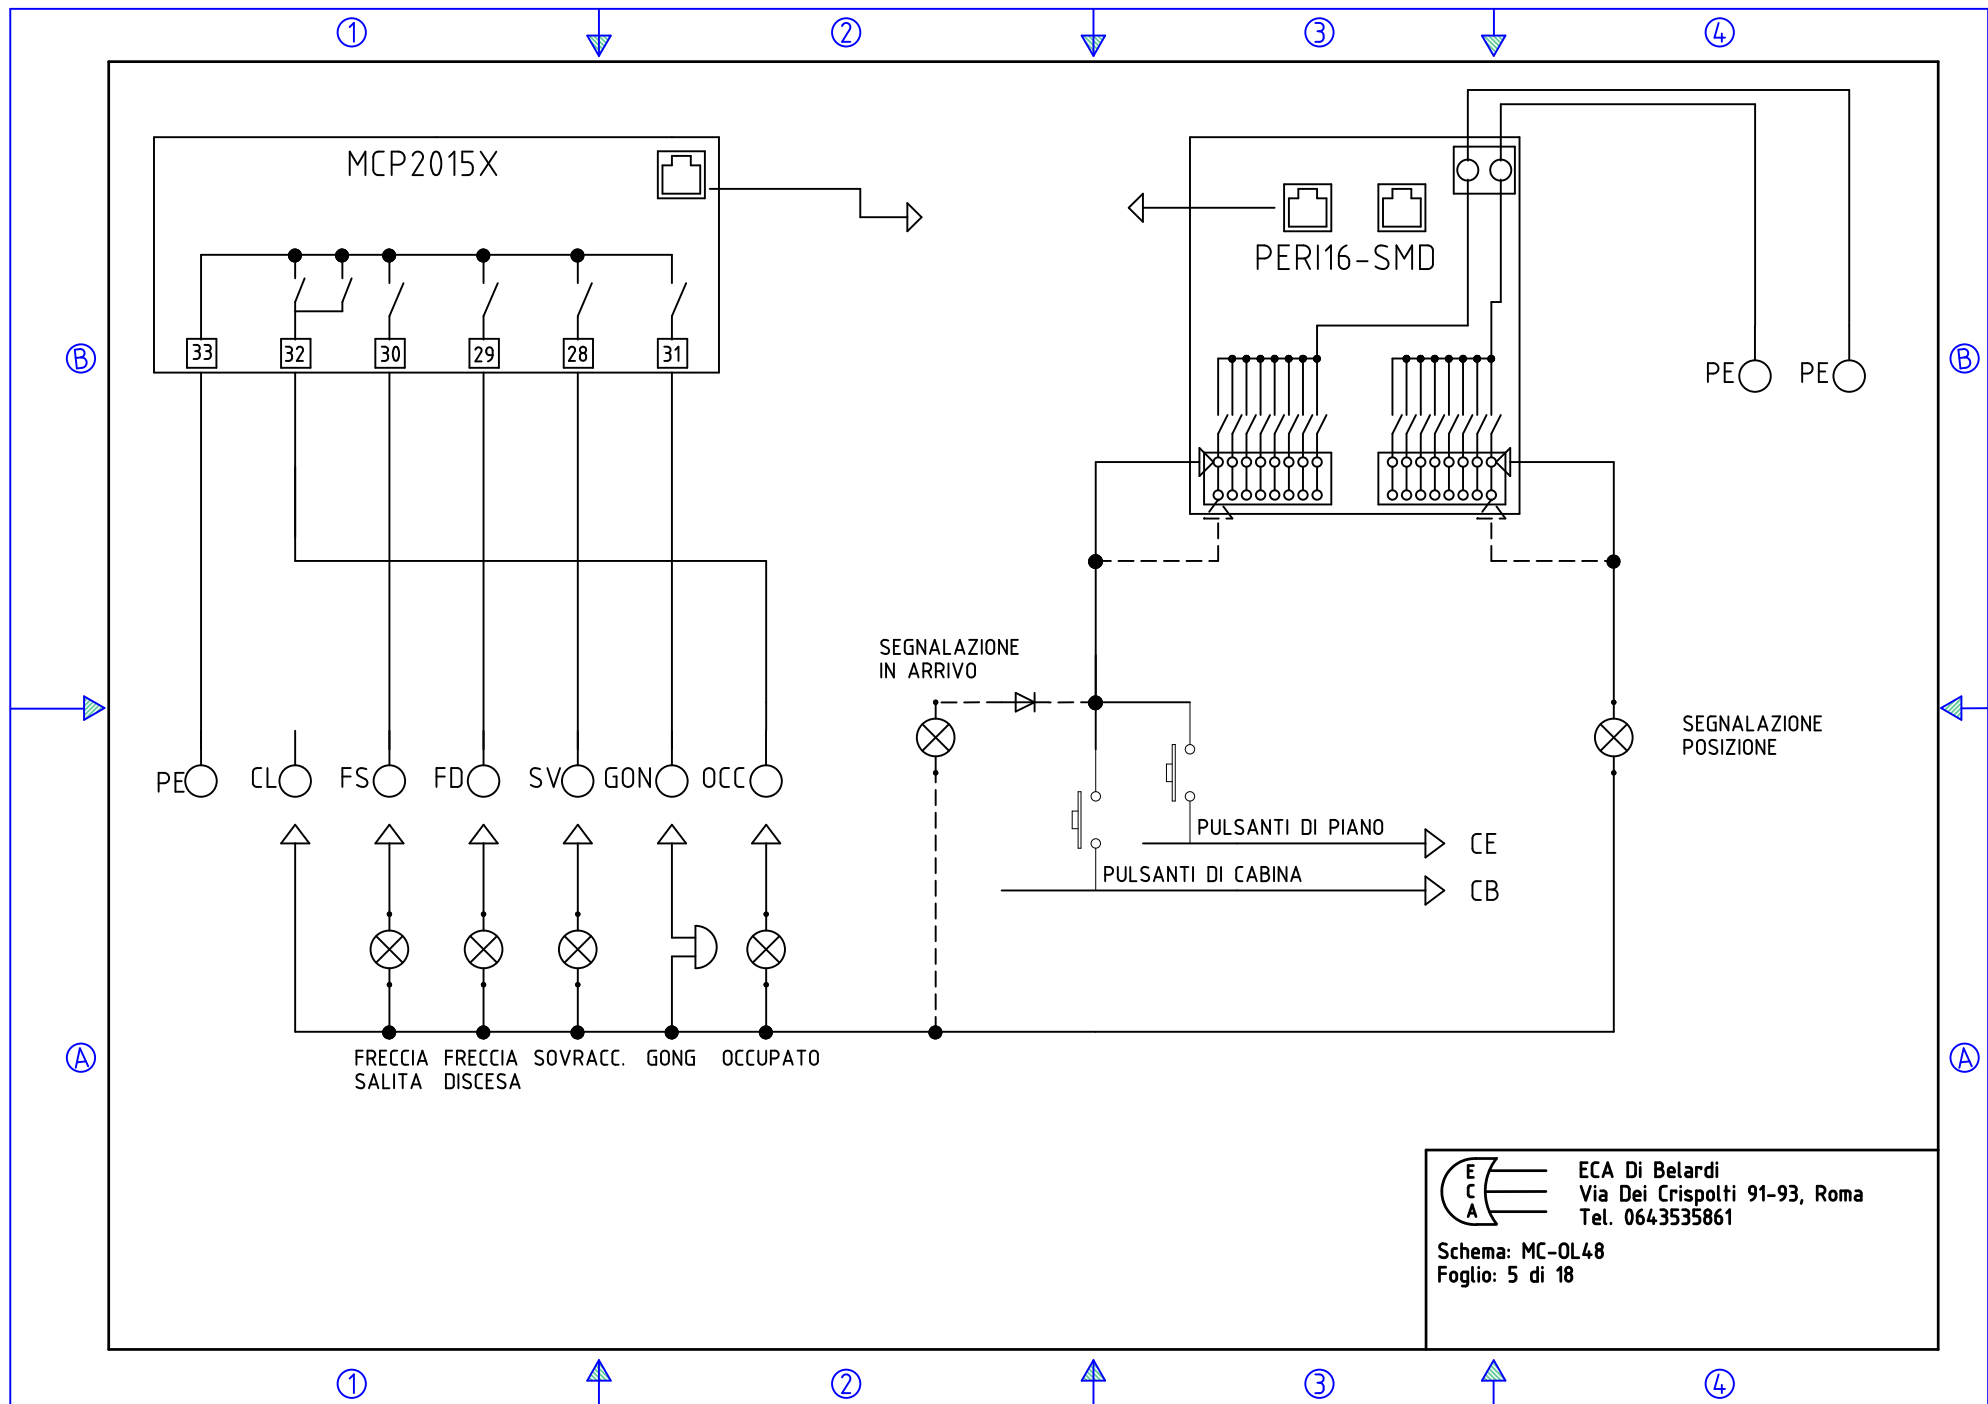 1 2 3 4
MCP2015X
PERI16-SMD
33 32 30 29 28 31
B
B
PE PE
SEGNALAZIONE
IN ARRIVO
SEGNALAZIONE
POSIZIONE
PE CL FS FD SV GON OCC
PULSANTI DI PIANO CE
PULSANTI DI CABINA CB
A
A
FRECCIA
SALITA
FRECCIA
DISCESA
SOVRACC.
GONG
OCCUPATO
E
C
A
ECA Di Belardi
Via Dei Crispolti 91-93, Roma
Tel. 0643535861
Schema: MC-OL48
Foglio: 5 di 18
1 2 3 4